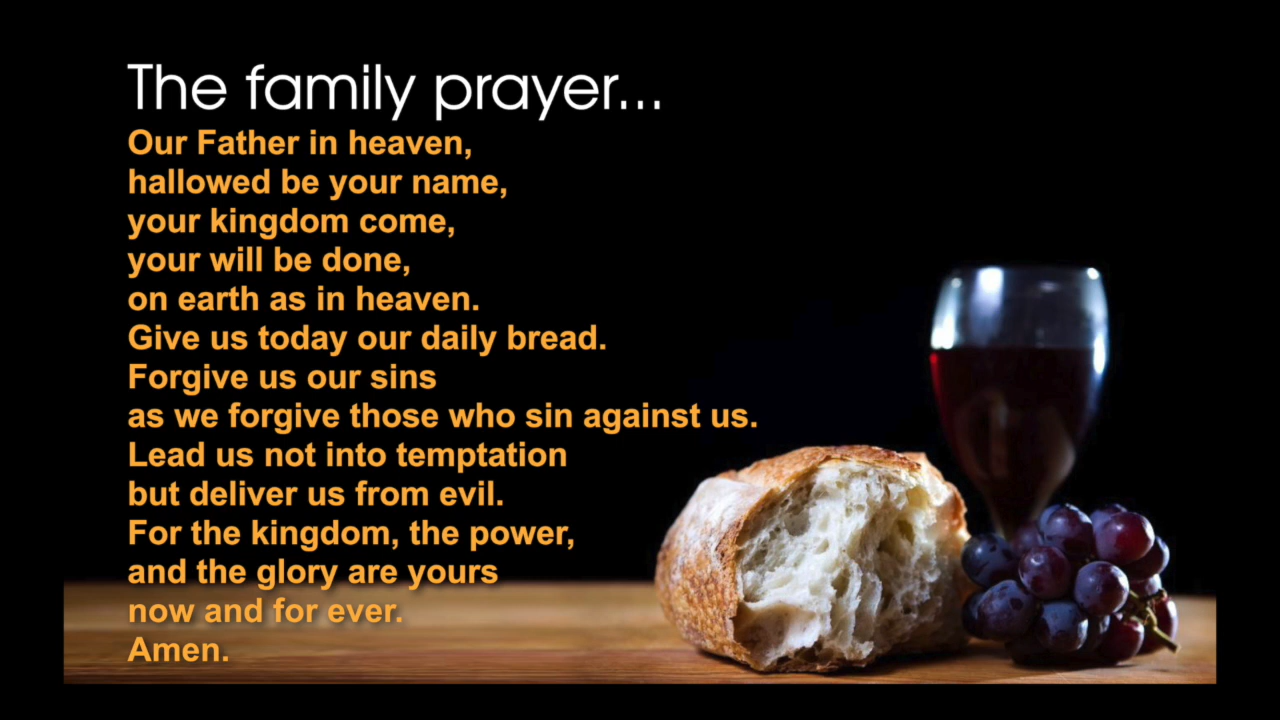 The family prayer...
Our Father in heaven,
hallowed be your name,
your kingdom come,
your will be done,
on earth as in heaven.
Give us today our daily bread.
Forgive us our sins
as we forgive those who sin against us.
Lead us not into temptation
but deliver us from evil.
For the kingdom, the power,
and the glory are yours
now and for ever.
Amen.